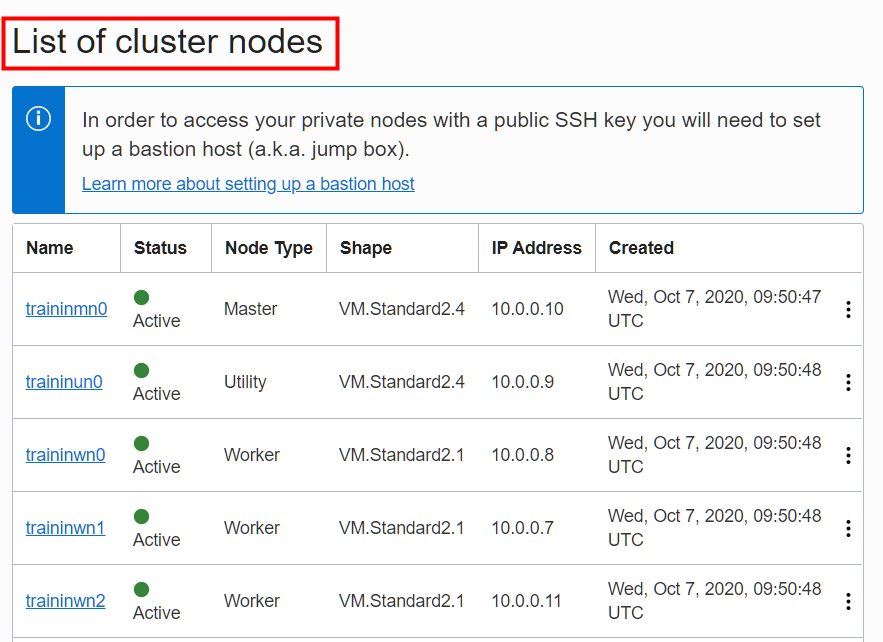 List of cluster nodes
In order to access your private nodes with a public SSH key you will need to set
up a bastion host (a.k.a. jump box).
Learn more about setting up a bastion host
Name Status Node Type Shape IP Address Created
traininmn0 Active Master VM.Standard2.4 10.0.0.10 Wed, Oct 7, 2020, 09:50:47
UTC
traininun0 Active Utility VM.Standard2.4 10.0.0.9 Wed, Oct 7, 2020, 09:50:48
UTC
traininwn0 Active Worker VM.Standard2.1 10.0.0.8 Wed, Oct 7, 2020, 09:50:48
UTC
traininwn1 Active Worker VM.Standard2.1 10.0.0.7 Wed, Oct 7, 2020, 09:50:48
UTC
traininwn2 Active Worker VM.Standard2.1 10.0.0.11 Wed, Oct 7, 2020, 09:50:48
UTC